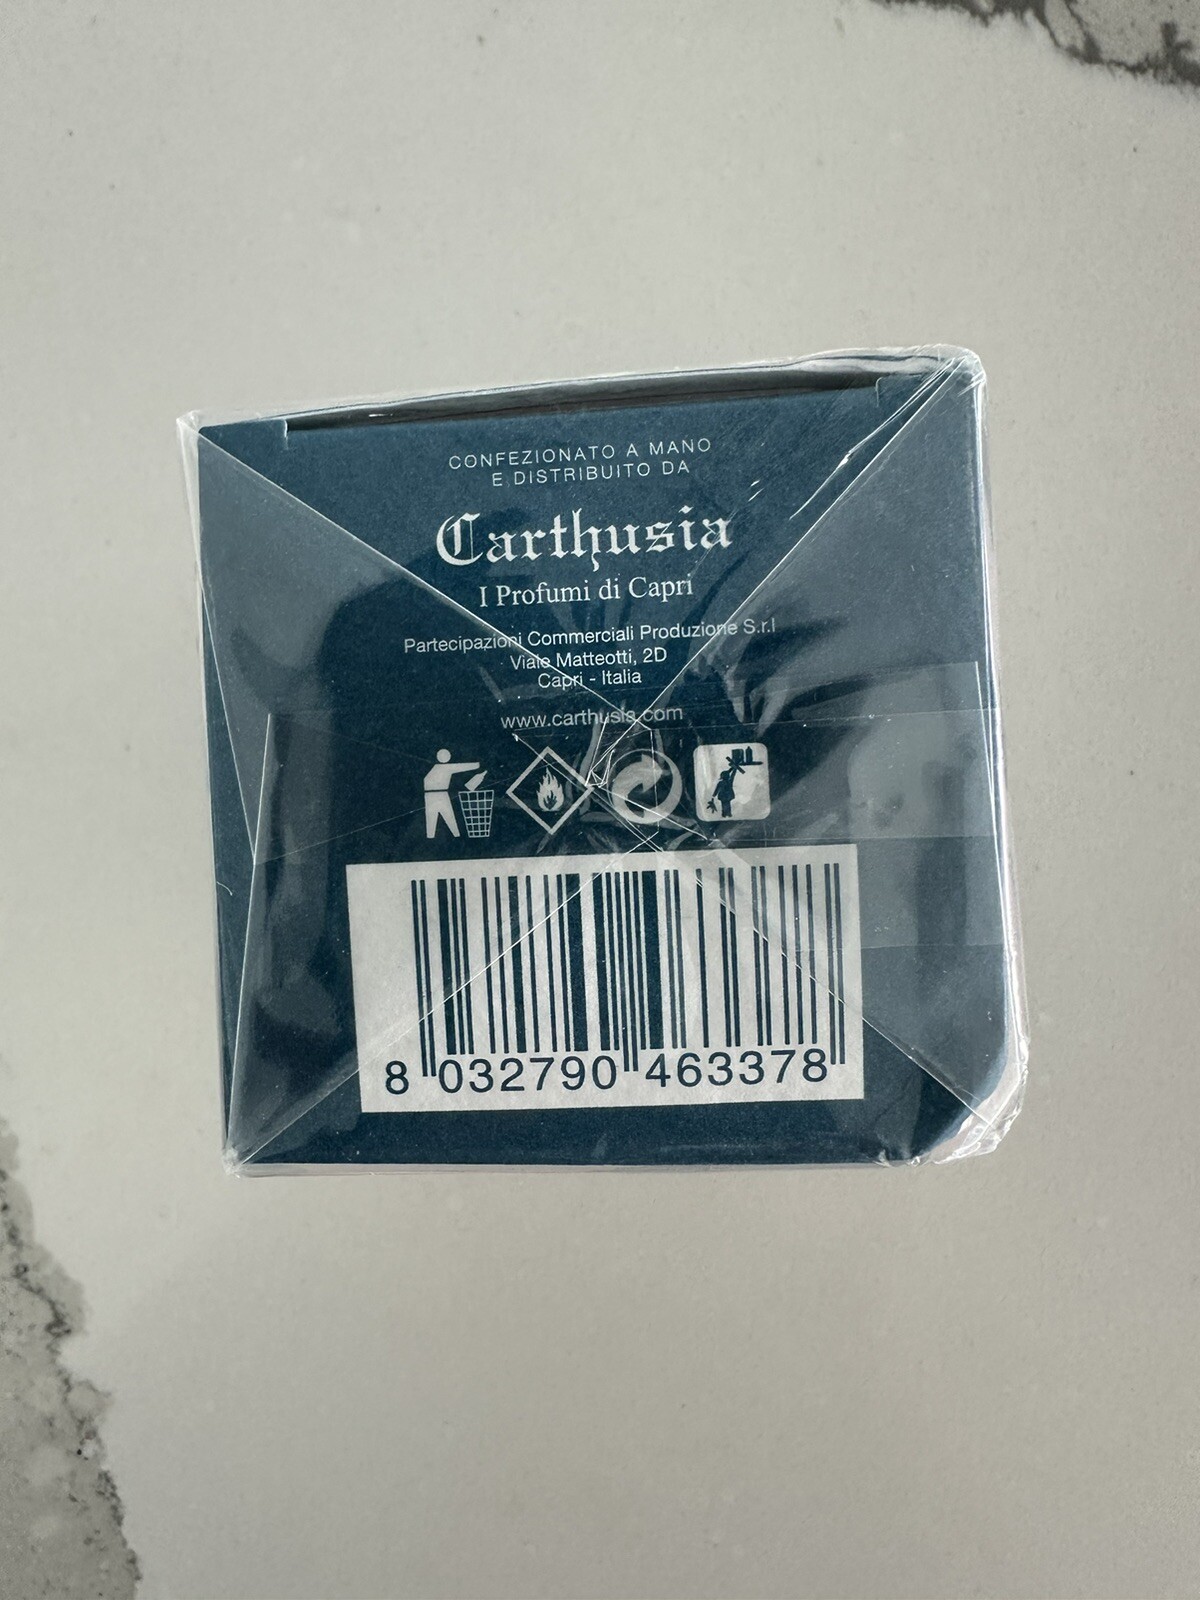 CONFEZIONATO A MANO
E DISTRIBUITO DA
Carthusia
I Profumi di Capri
Partecipazioni Commerciali Produzione S.r.l
Viale Matteotti, 2D
Capri - Italia
www.carthusia.com
8 032790 463378